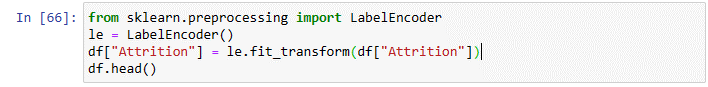 In [66]: from sklearn.preprocessing import LabelEncoder
le = LabelEncoder()
df["Attrition"] = le.fit_transform(df["Attrition"])
df.head()